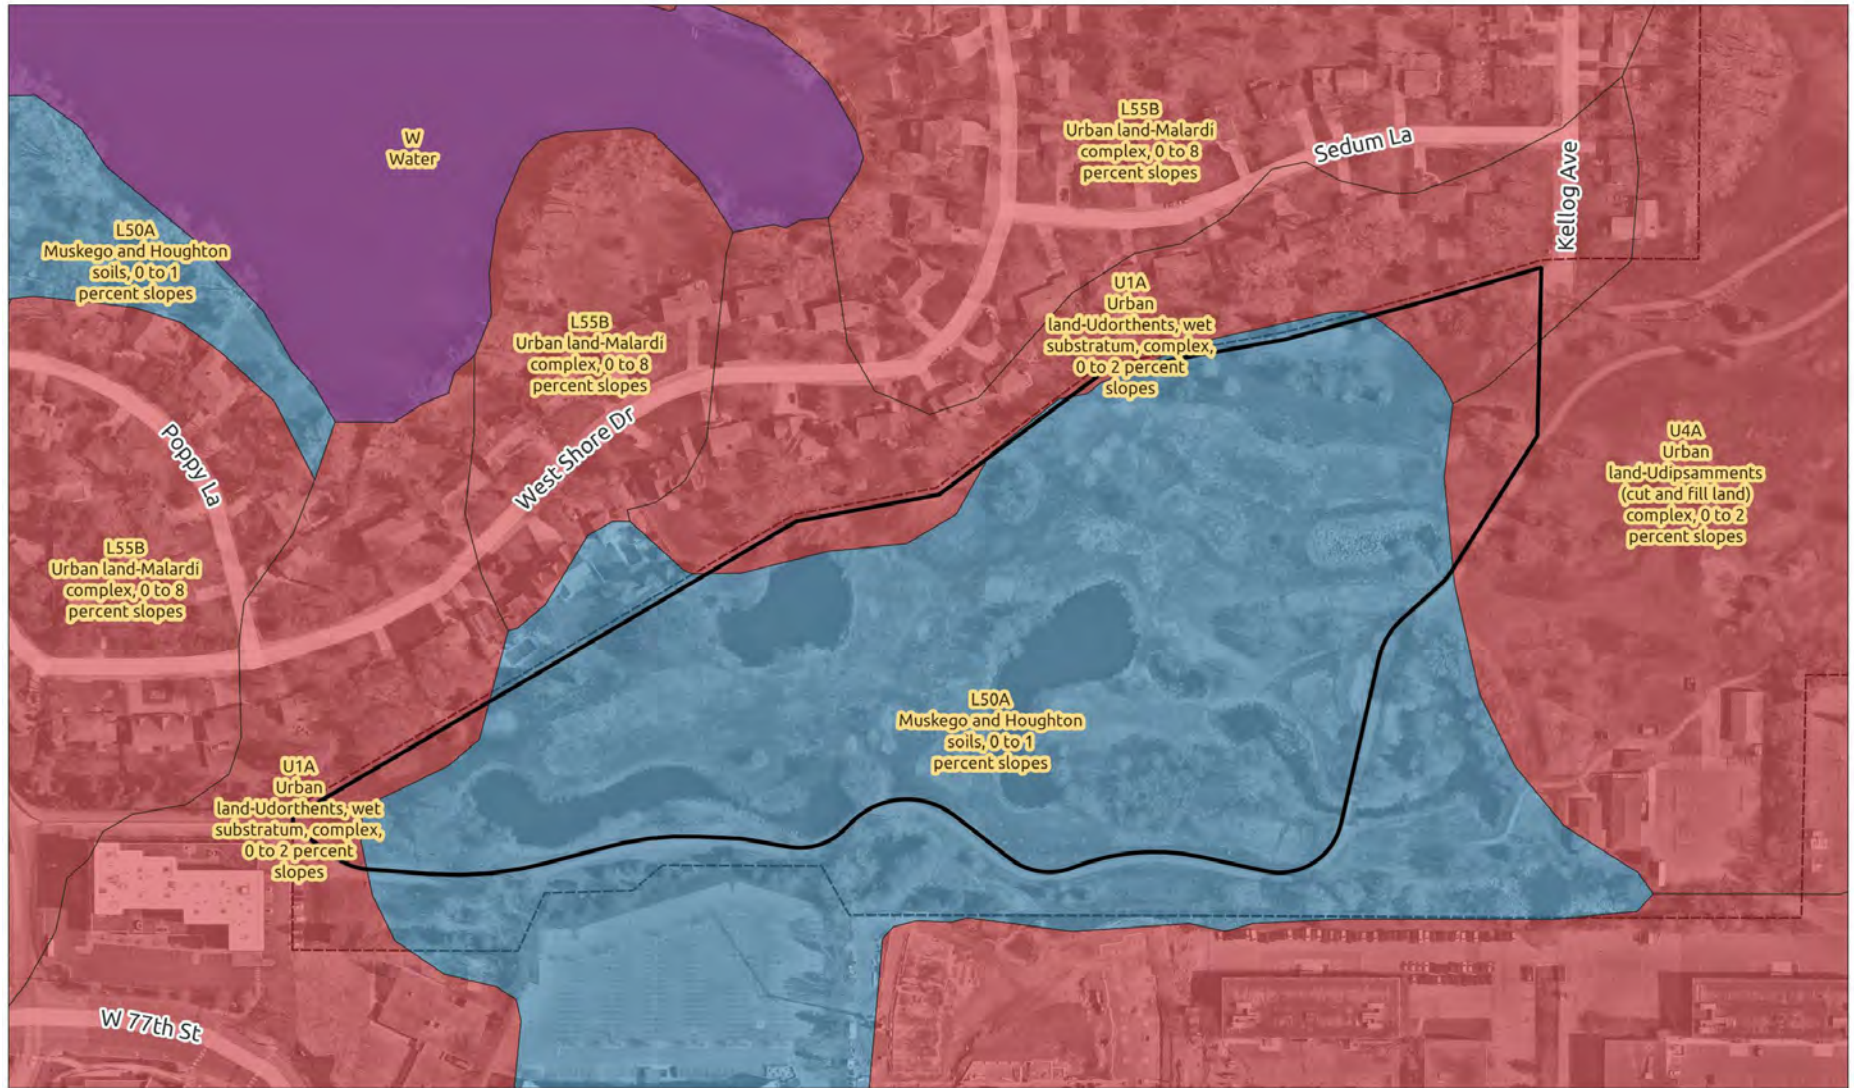 W
Water
L55B
Urban land-Malardi
complex, 0 to 8
percent slopes
Sedum La
Kellog Ave
L50A
Muskego and Houghton
soils, 0 to 1
percent slopes
U1A
Urban
land-Udorthents, wet
substratum, complex,
0 to 2 percent
slopes
L55B
Urban land-Malardi
complex, 0 to 8
percent slopes
West Shore Dr
Poppy La
U4A
Urban
land-Udipsamments
(cut and fill land)
complex, 0 to 2
percent slopes
L55B
Urban land-Malardi
complex, 0 to 8
percent slopes
L50A
Muskego and Houghton
soils, 0 to 1
percent slopes
U1A
Urban
land-Udorthents, wet
substratum, complex,
0 to 2 percent
slopes
W 77th St